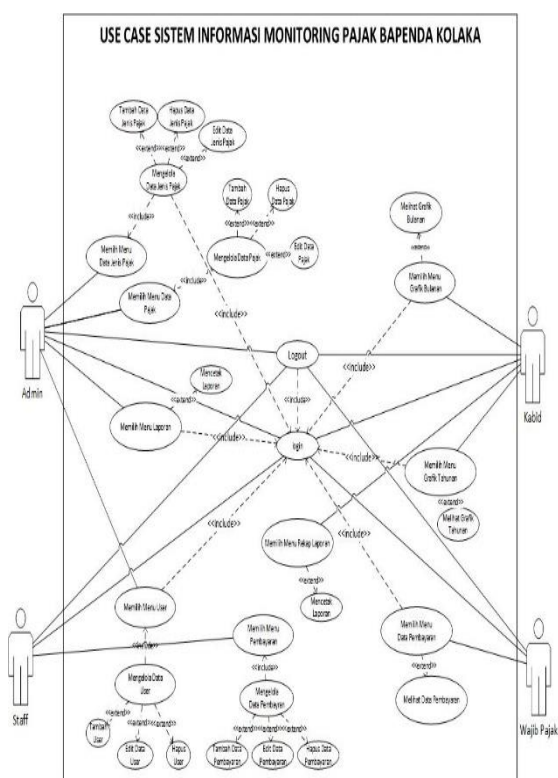 USE CASE SISTEM INFORMASI MONITORING PAJAK BAPENDA KOLAKA
Tambah Data
Jenis Pajak
Hapus Data
Jenis Pajak
Edit Data
Jenis Pajak
<<extend>>
<<extend>>
<<extend>>
Mengelola
Data Jenis Pajak
Tambah
Data Pajak
Hapus
Data Pajak
Edit Data
Pajak
<<extend>>
<<extend>>
<<extend>>
Mengelola Data Pajak
<<include>>
Memilih Menu
Data Jenis Pajak
<<include>>
Memilih Menu Data
Pajak
Melihat Grafik
Bulanan
<<extend>>
Memilih Menu
Grafik Bulanan
<<include>>
<<include>>
Admin
Kabid
Logout
<<include>>
Mencetak
Laporan
<<extend>>
Memilih Menu Laporan
<<include>>
login
<<include>>
Memilih Menu
Grafik Tahunan
<<extend>>
Melihat Grafik
Tahunan
<<include>>
<<include>>
Memilih Menu Rekap Laporan
<<extend>>
Mencetak
Laporan
Memilih Menu User
<<include>>
Mengelola Data
User
<<extend>>
<<extend>>
<<extend>>
Tambah
User
Edit Data
User
Hapus
User
Memilih Menu
Pembayaran
<<include>>
Mengelola
Data Pembayaran
<<extend>>
<<extend>>
<<extend>>
Tambah Data
Pembayaran
Edit Data
Pembayaran
Hapus Data
Pembayaran
Memilih Menu
Data Pembayaran
<<extend>>
Melihat Data Pembayaran
Staff
Wajib Pajak